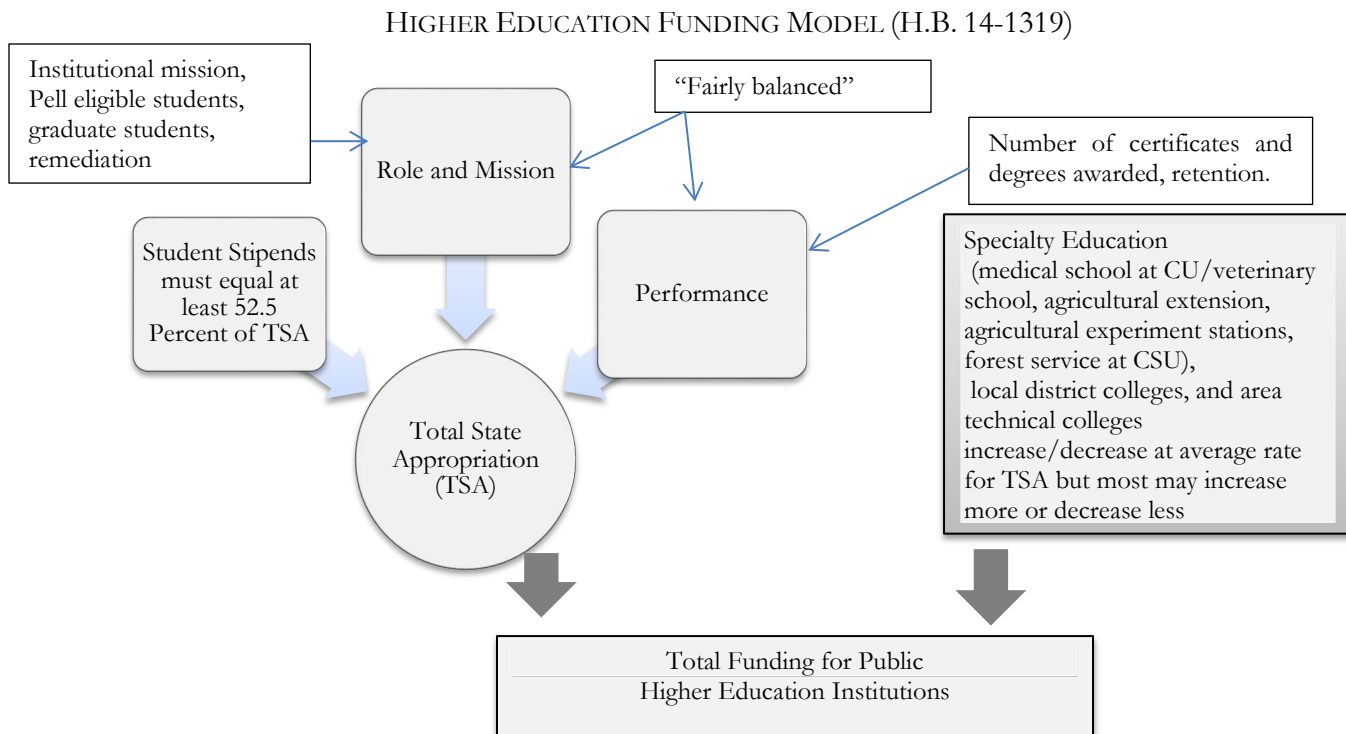 HIGHER EDUCATION FUNDING MODEL (H.B. 14-1319)
Institutional mission,
Pell eligible students,
graduate students,
remediation
“Fairly balanced”
Number of certificates and
degrees awarded, retention.
Role and Mission
Student Stipends
must equal at
least 52.5
Percent of TSA
Performance
Specialty Education
(medical school at CU/veterinary
school, agricultural extension,
agricultural experiment stations,
forest service at CSU),
local district colleges, and area
technical colleges
increase/decrease at average rate
for TSA but most may increase
more or decrease less
Total State
Appropriation
(TSA)
Total Funding for Public
Higher Education Institutions